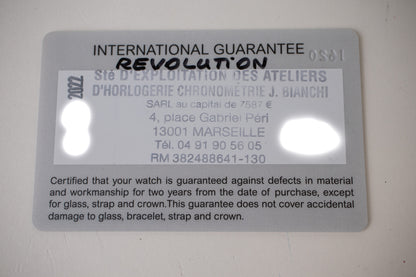 INTERNATIONAL GUARANTEE
REVOLUTION
2022
Sté D'EXPLOITATION DES ATELIERS
D'HORLOGERIE CHRONOMÉTRIE J. BIANCHI
SARL au capital de 7587 €
4, place Gabriel Péri
13001 MARSEILLE
Tél. 04 91 90 56 05
RM 382488641-130
Certified that your watch is guaranteed against defects in material
and workmanship for two years from the date of purchase, except
for glass, strap and crown.This guarantee does not cover accidental
damage to glass, bracelet, strap and crown.